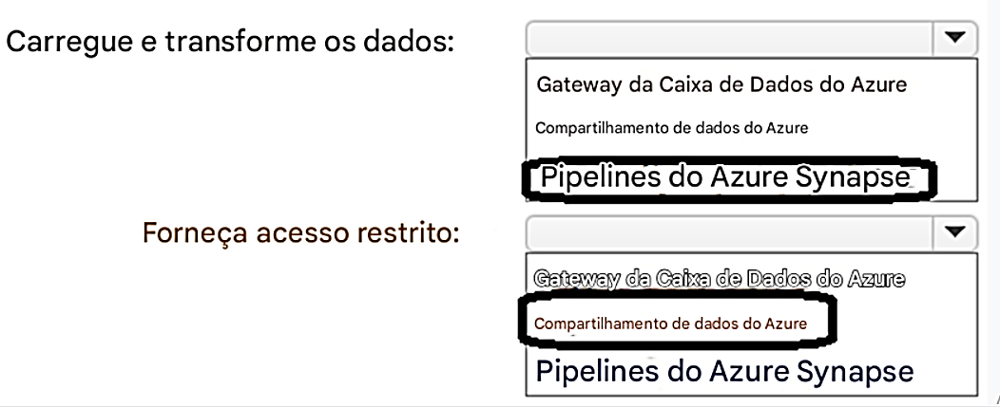 Carregue e transforme os dados:
Gateway da Caixa de Dados do Azure
Compartilhamento de dados do Azure
Pipelines do Azure Synapse
Forneça acesso restrito:
Gateway da Caixa de Dados do Azure
Compartilhamento de dados do Azure
Pipelines do Azure Synapse